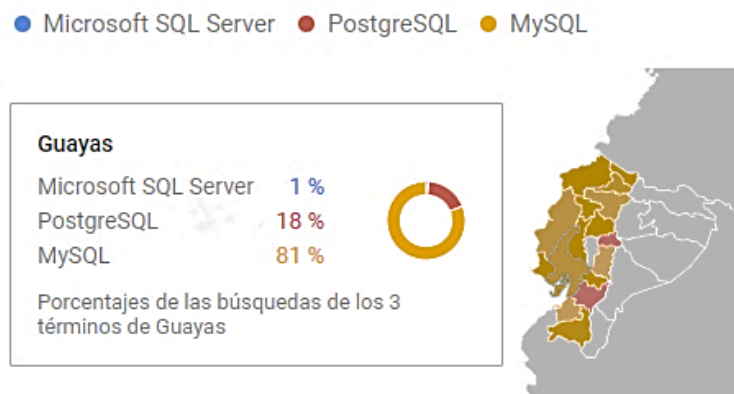 Microsoft SQL Server PostgreSQL MySQL
Guayas
Microsoft SQL Server 1 %
PostgreSQL 18 %
MySQL 81 %
Porcentajes de las búsquedas de los 3
términos de Guayas